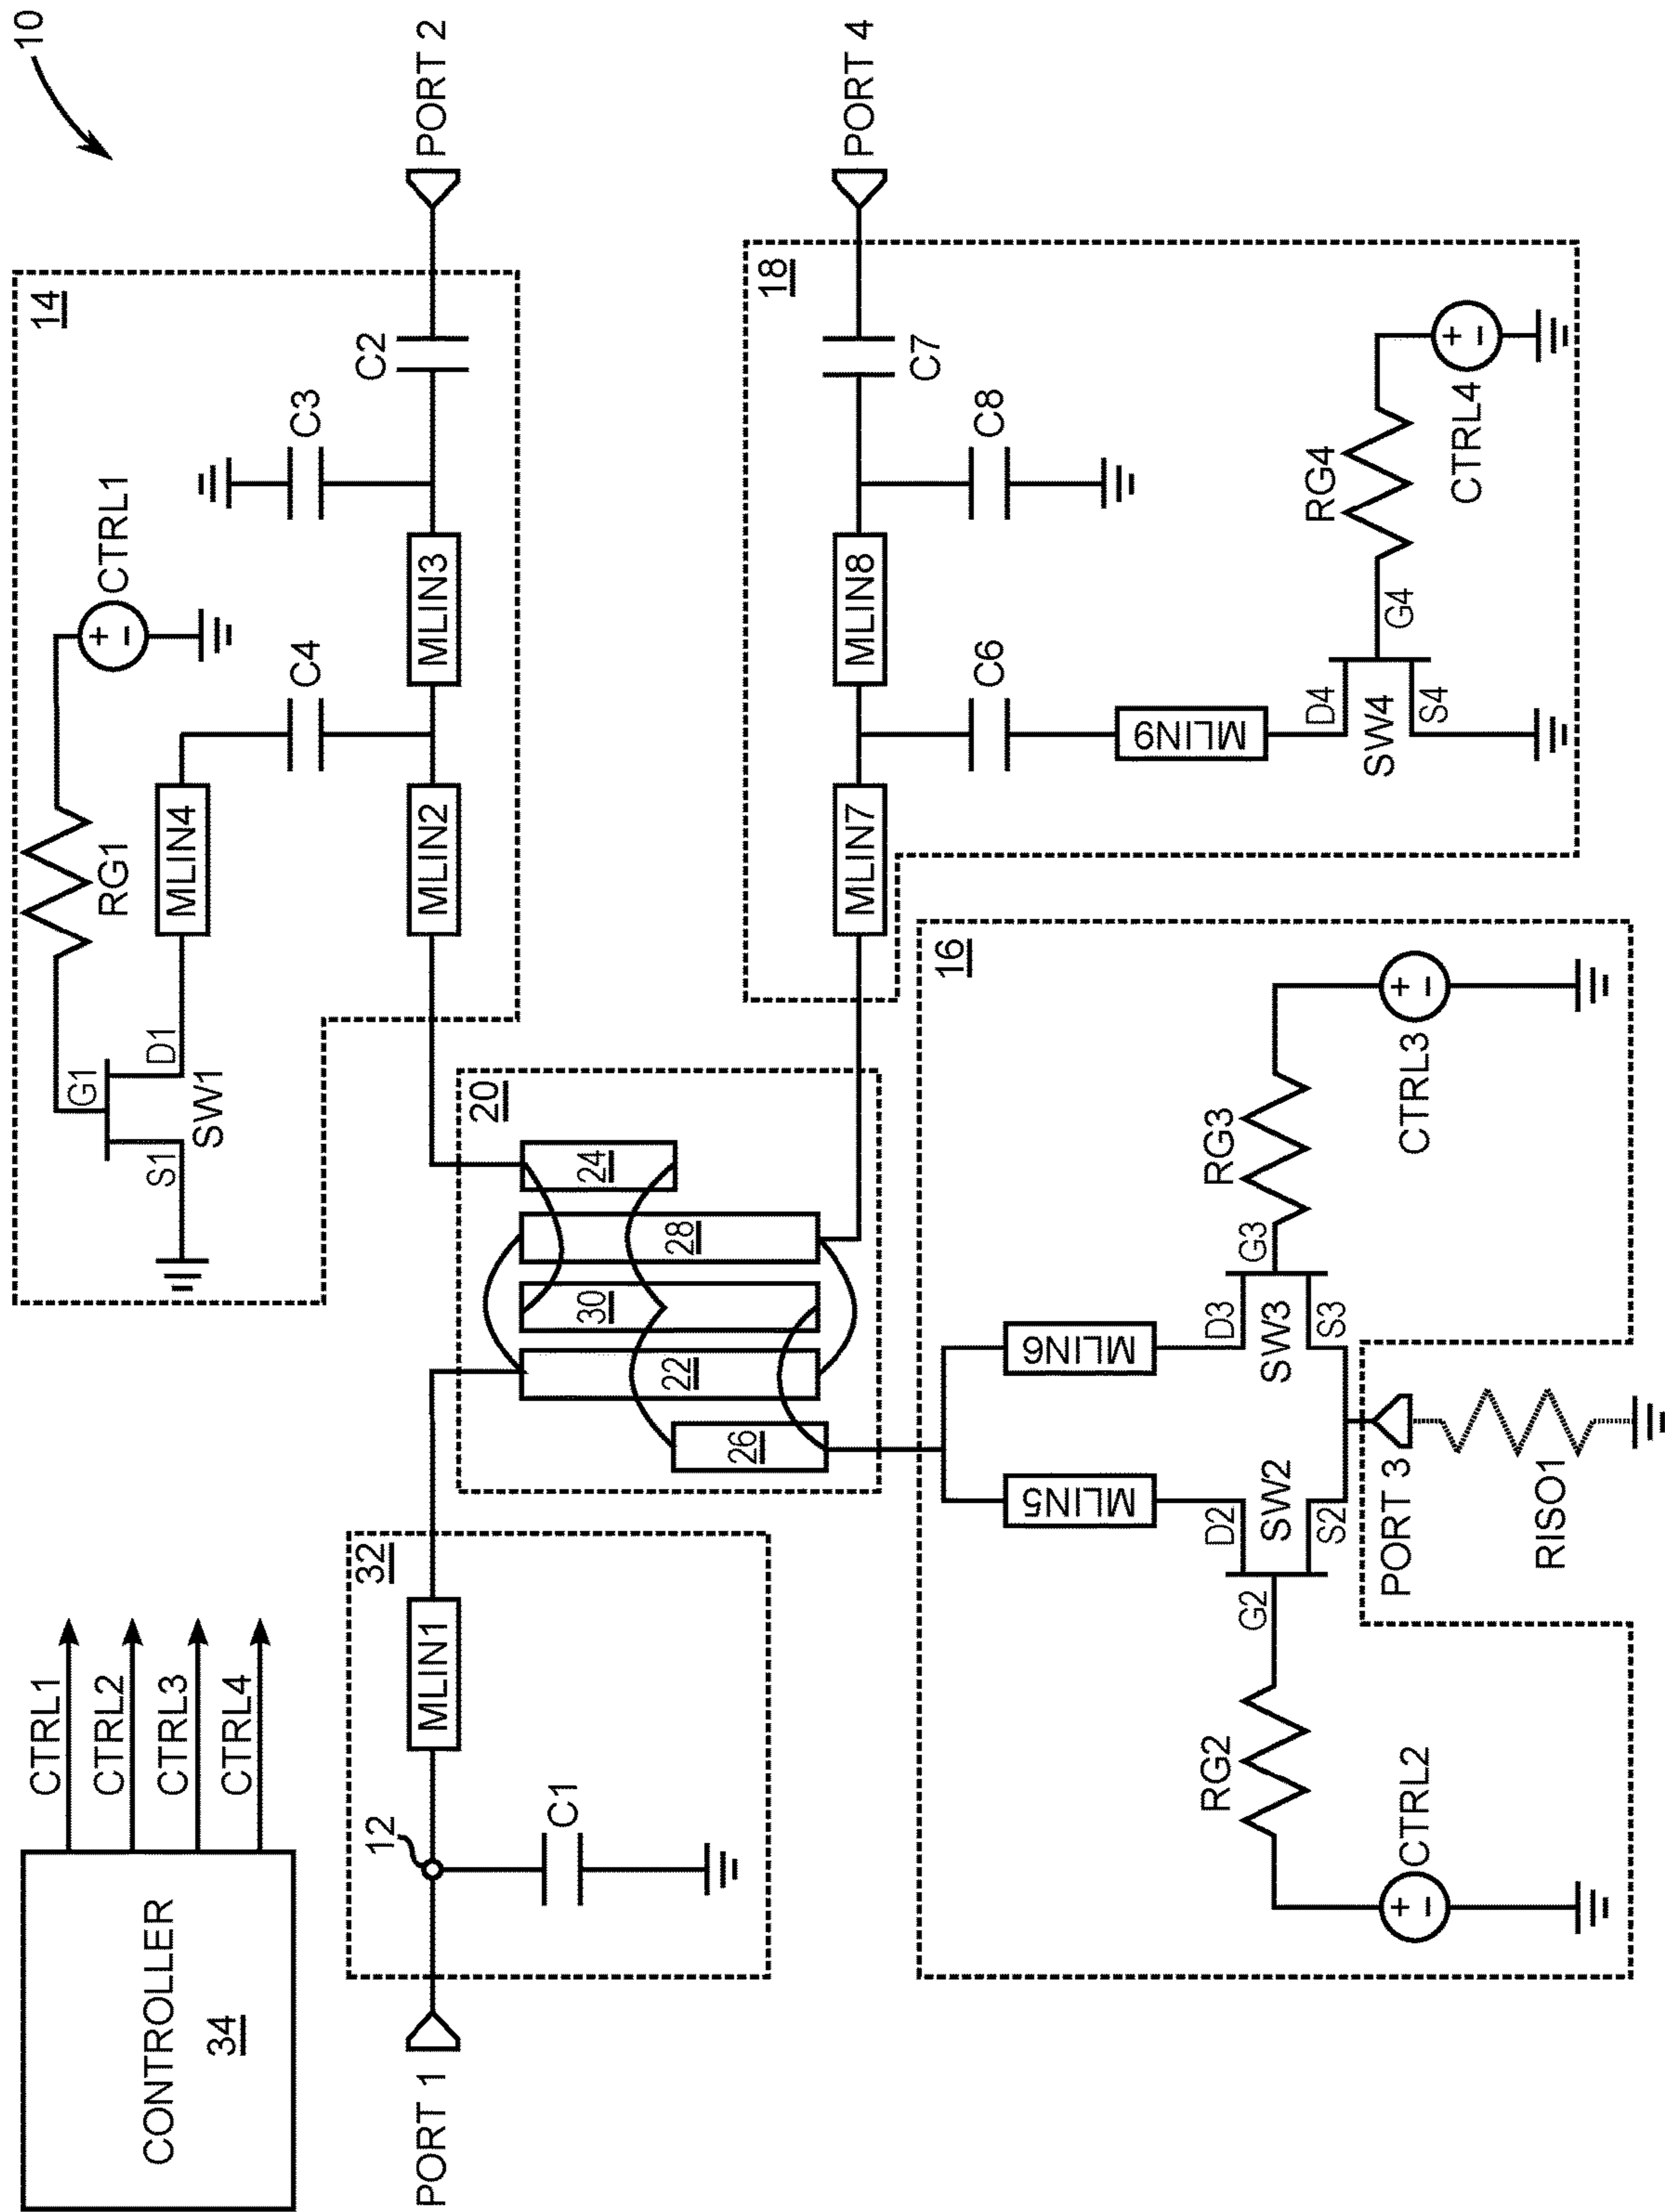 10
CONTROLLER
34
CTRL1
CTRL2
CTRL3
CTRL4
14
RG1
CTRL1
G1
D1
S1
SW1
MLIN4
C4
C3
C2
MLIN2
MLIN3
PORT 2
PORT 1
12
C1
MLIN1
32
20
24
28
30
22
26
18
MLIN7
MLIN8
C7
PORT 4
C6
C8
MLIN9
D4
G4
S4
SW4
RG4
CTRL4
16
MLIN5
MLIN6
D2
G2
S2
SW2
RG2
CTRL2
D3
G3
S3
SW3
RG3
CTRL3
PORT 3
RISO1